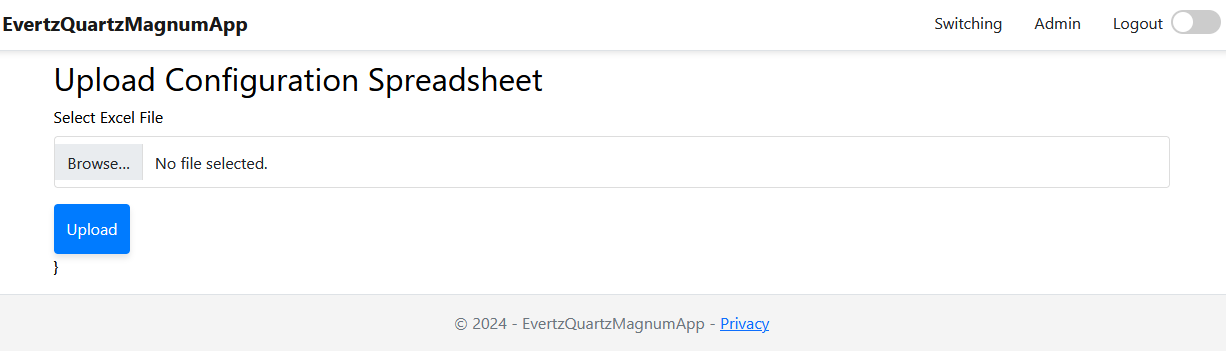 EvertzQuartzMagnumApp Switching Admin Logout
Upload Configuration Spreadsheet
Select Excel File
Browse... No file selected.
Upload
}
© 2024 - EvertzQuartzMagnumApp - Privacy